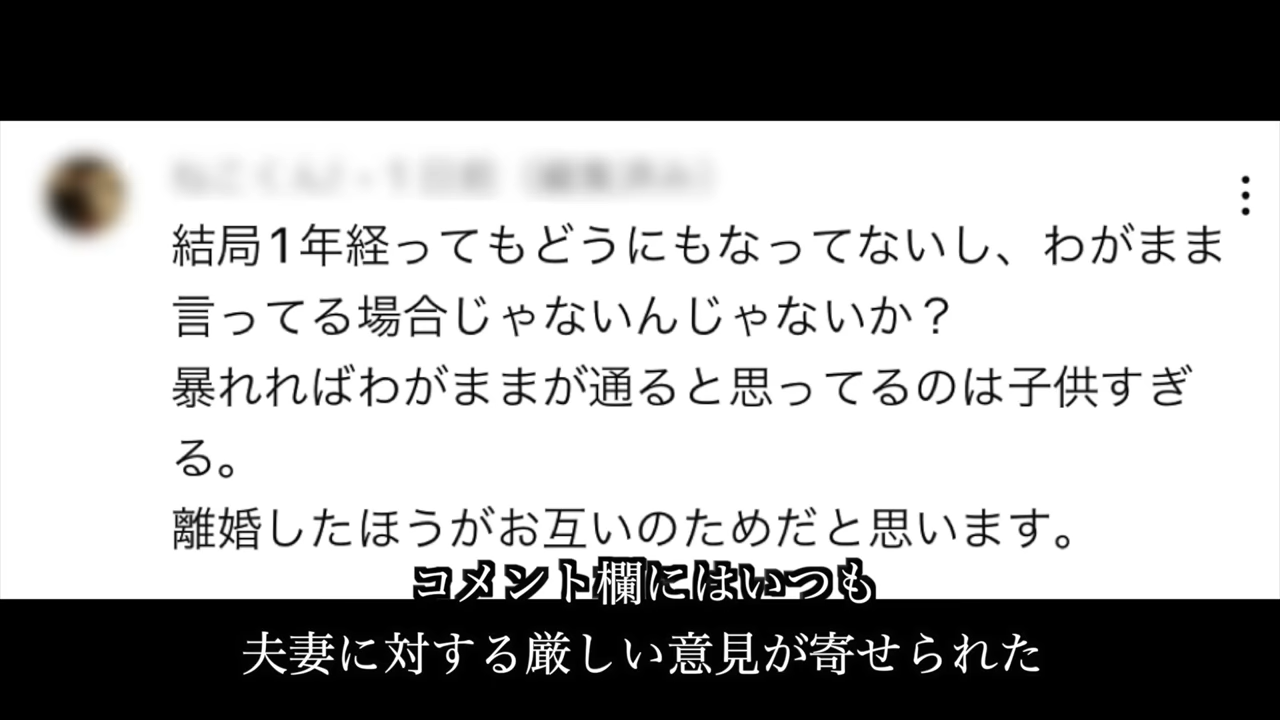 結局1年経ってもどうにもなってないし、わがまま
言ってる場合じゃないんじゃないか？
暴れればわがままが通ると思ってるのは子供すぎ
る。
離婚したほうがお互いのためだと思います。
コメント欄にはいつも
夫妻に対する厳しい意見が寄せられた